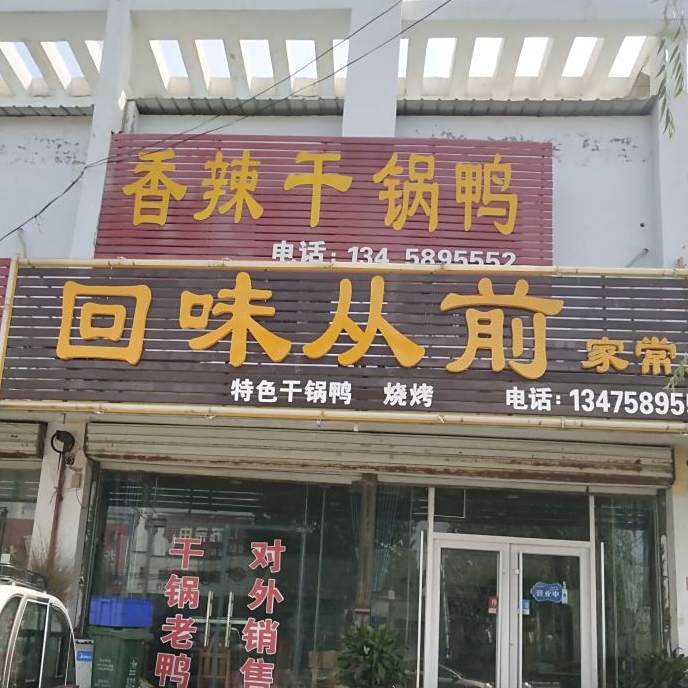 香辣干锅鸭
电话：134 5895552
回味从前 家常
特色干锅鸭 烧烤 电话：134758955
干锅老鸭
对外销售
营业中